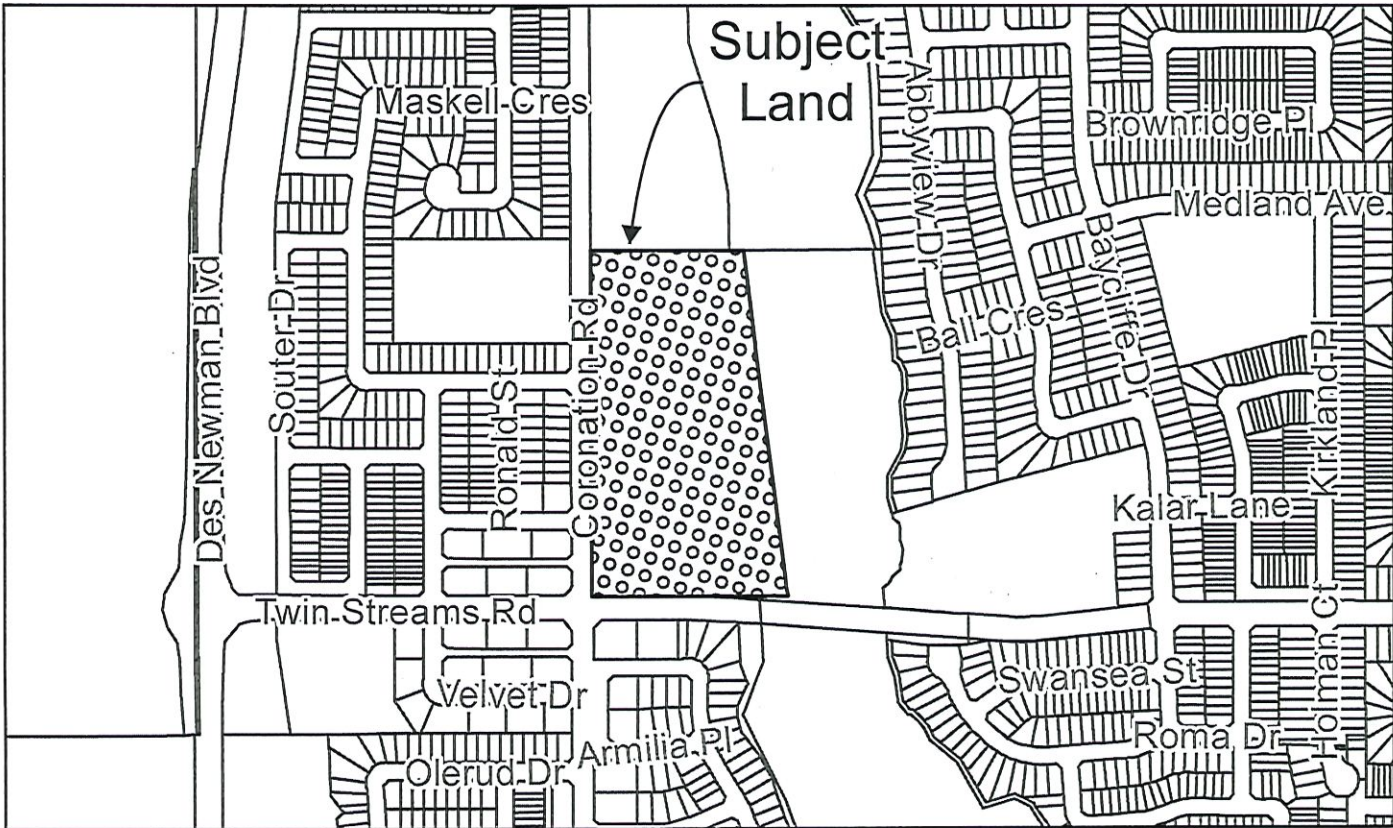 Subject
Land
Maskell Cres
Abbyview Dr
Brownridge Pl
Medland Ave
Des Newman Blvd
Souter Dr
Ronald St
Coronation Rd
Ball Cres
Baycliffe Dr
Kirkland Pl
Kalar Lane
Twin Streams Rd
Holman Ct
Velvet Dr
Swansea St
Armilia Pl
Roma Dr
Olerud Dr